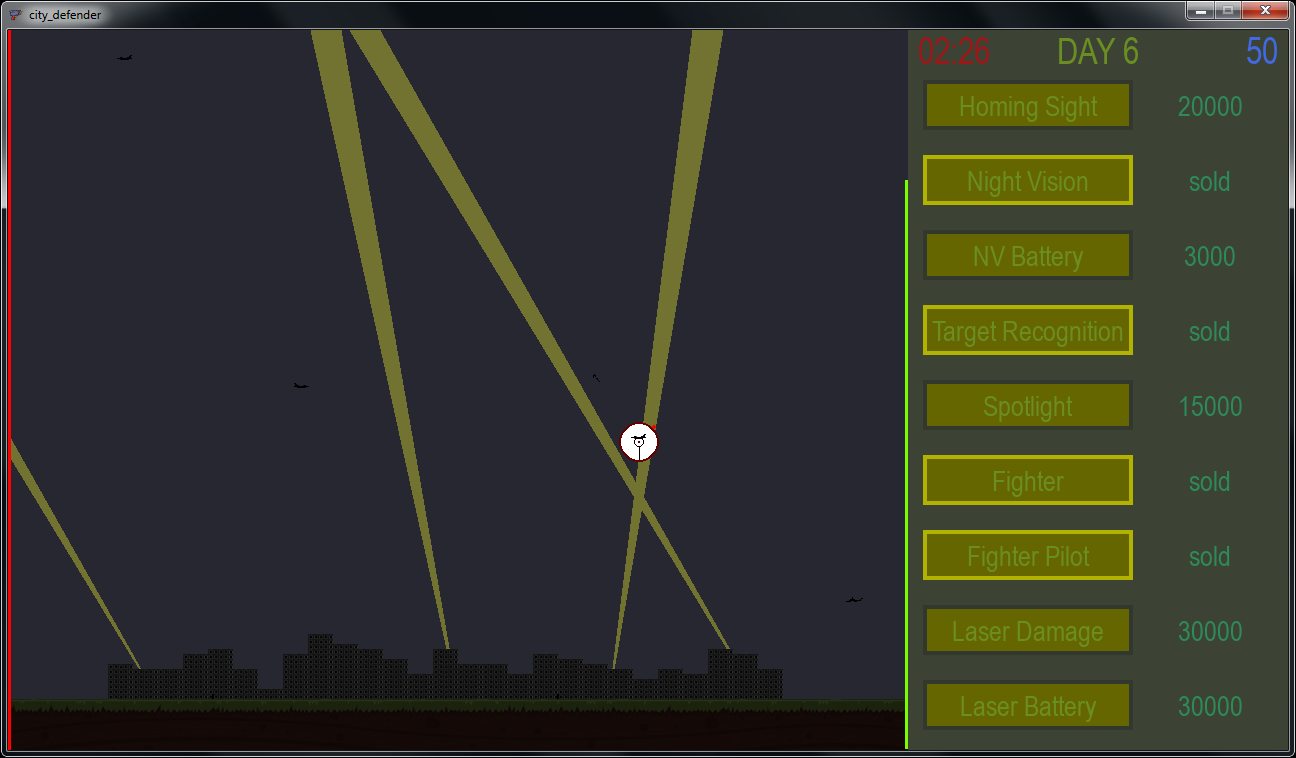 city_defender
02:26 DAY 6 50
Homing Sight 20000
Night Vision sold
NV Battery 3000
Target Recognition sold
Spotlight 15000
Fighter sold
Fighter Pilot sold
Laser Damage 30000
Laser Battery 30000